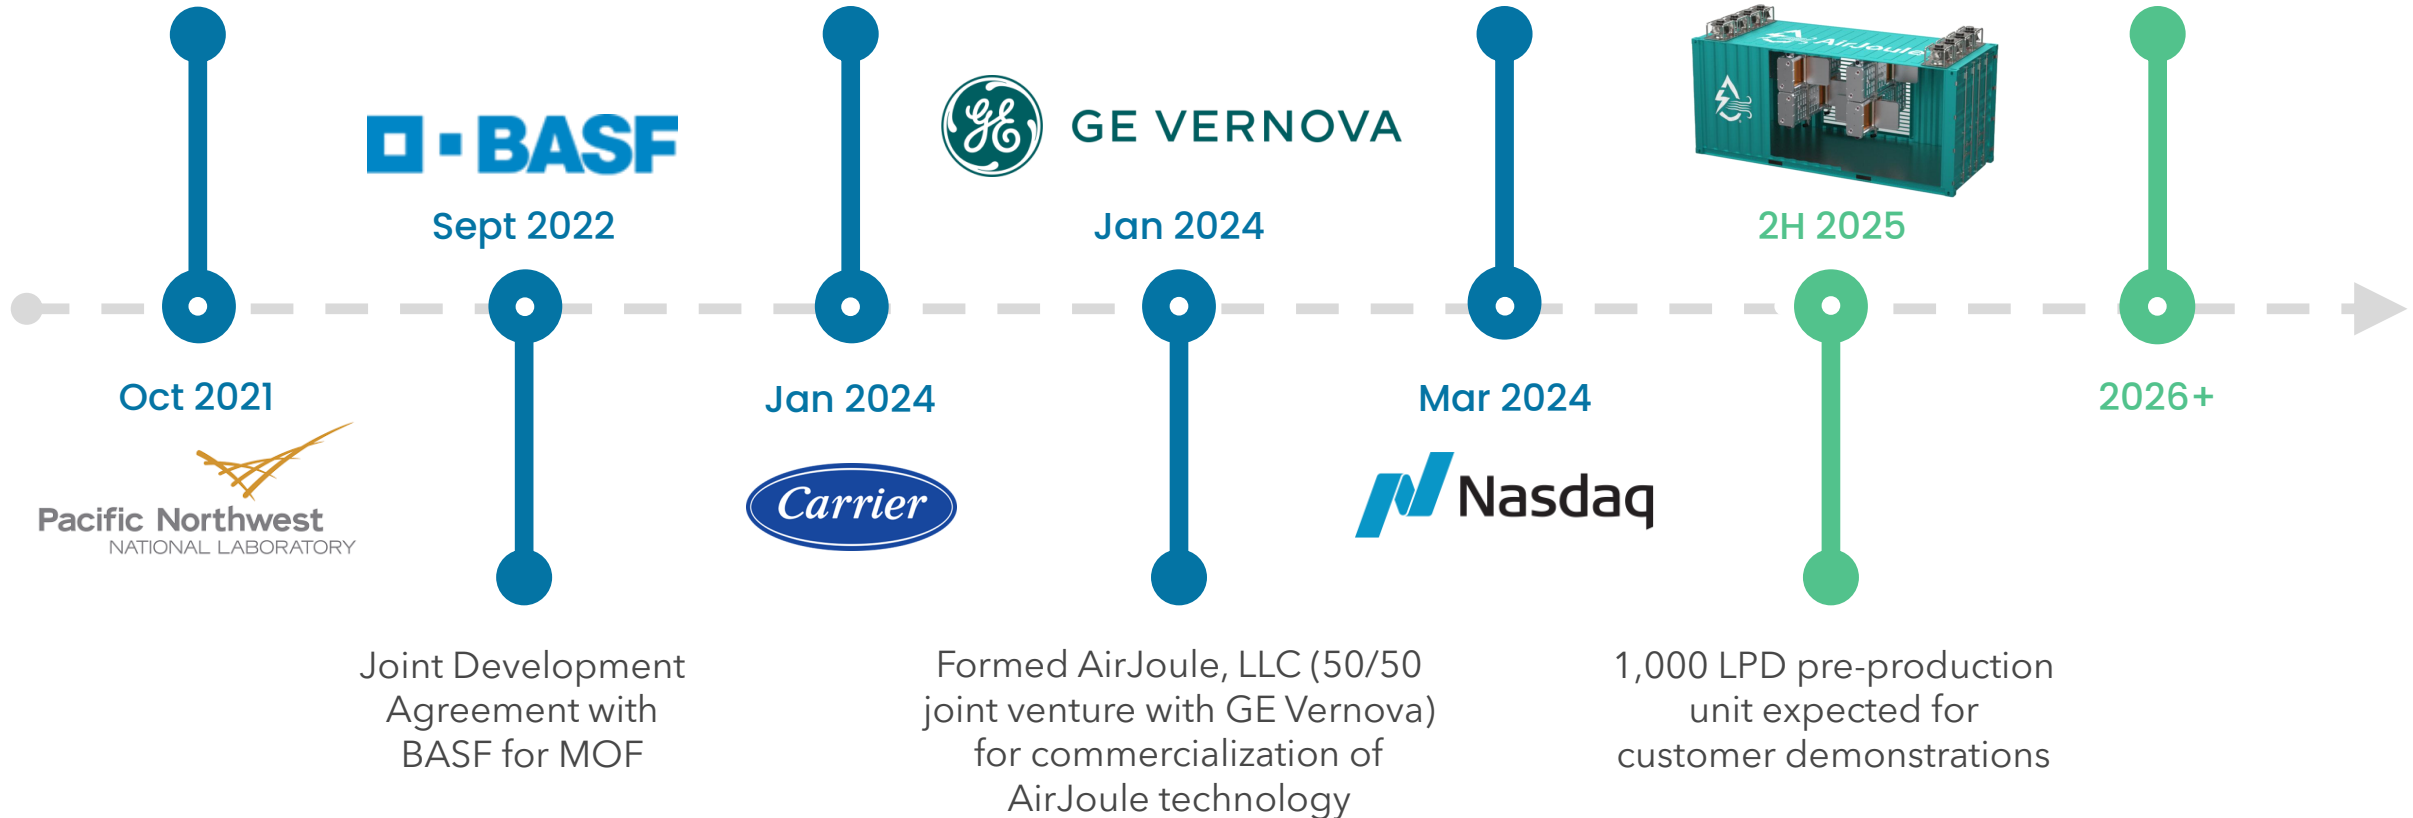 Oct 2021
Pacific Northwest
NATIONAL LABORATORY
BASF
Sept 2022
Joint Development
Agreement with
BASF for MOF
Jan 2024
Carrier
GE
GE VERNOVA
Jan 2024
Formed AirJoule, LLC (50/50
joint venture with GE Vernova)
for commercialization of
AirJoule technology
Mar 2024
Nasdaq
AirJoule
2H 2025
1,000 LPD pre-production
unit expected for
customer demonstrations
2026+